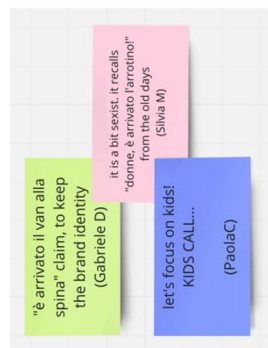 "è arrivato il van alla
spina" claim, to keep
the brand identity
(Gabriele D)
it is a bit sexist. it recalls
"donne, è arrivato l'arrotino!"
from the old days
(Silvia M)
let's focus on kids!
KIDS CALL...
(PaolaC)